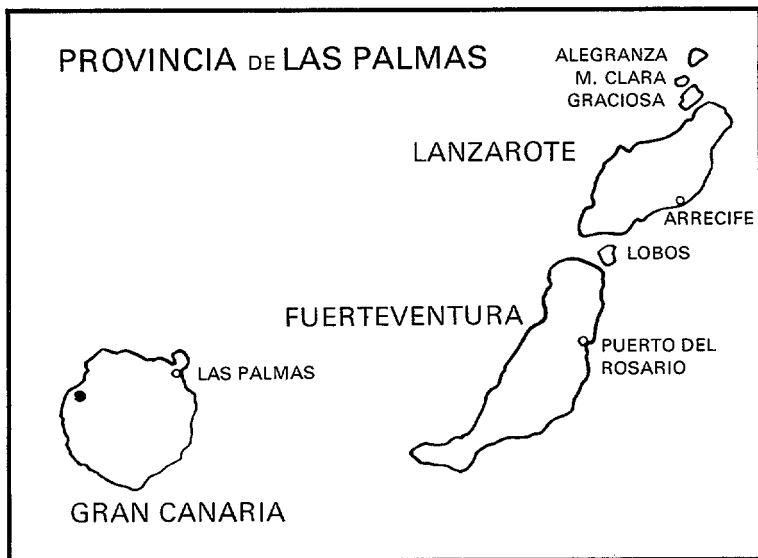 PROVINCIA DE LAS PALMAS
ALEGRANZA
M. CLARA
GRACIOSA
LANZAROTE
ARRECIFE
LOBOS
FUERTEVENTURA
PUERTO DEL
ROSARIO
LAS PALMAS
GRAN CANARIA